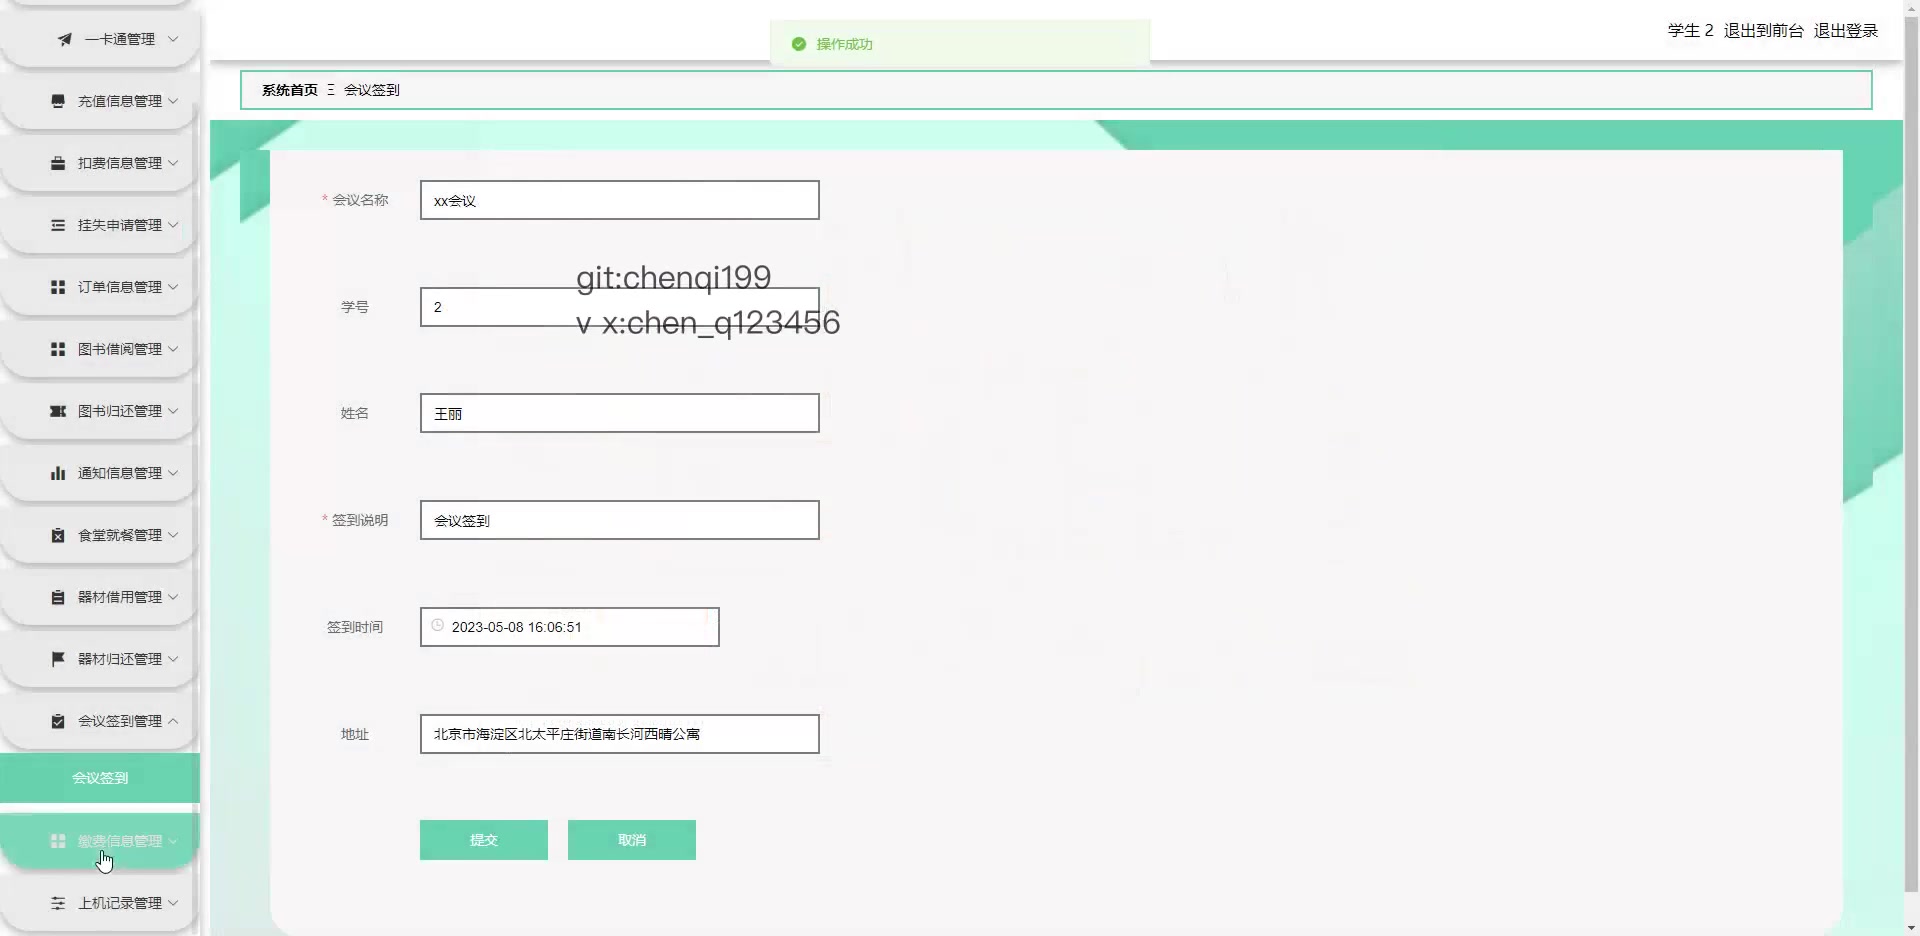 一卡通管理
充值信息管理
扣费信息管理
挂失申请管理
订单信息管理
图书借阅管理
图书归还管理
通知信息管理
食堂就餐管理
器材借用管理
器材归还管理
会议签到管理
会议签到
缴费信息管理
上机记录管理
操作成功
学生 2 退出到前台 退出登录
系统首页 Ξ 会议签到
* 会议名称 xx会议
git:chenqi199
学号 2
v x:chen_q123456
姓名 王丽
* 签到说明 会议签到
签到时间 2023-05-08 16:06:51
地址 北京市海淀区北太平庄街道南长河西晴公寓
提交 取消